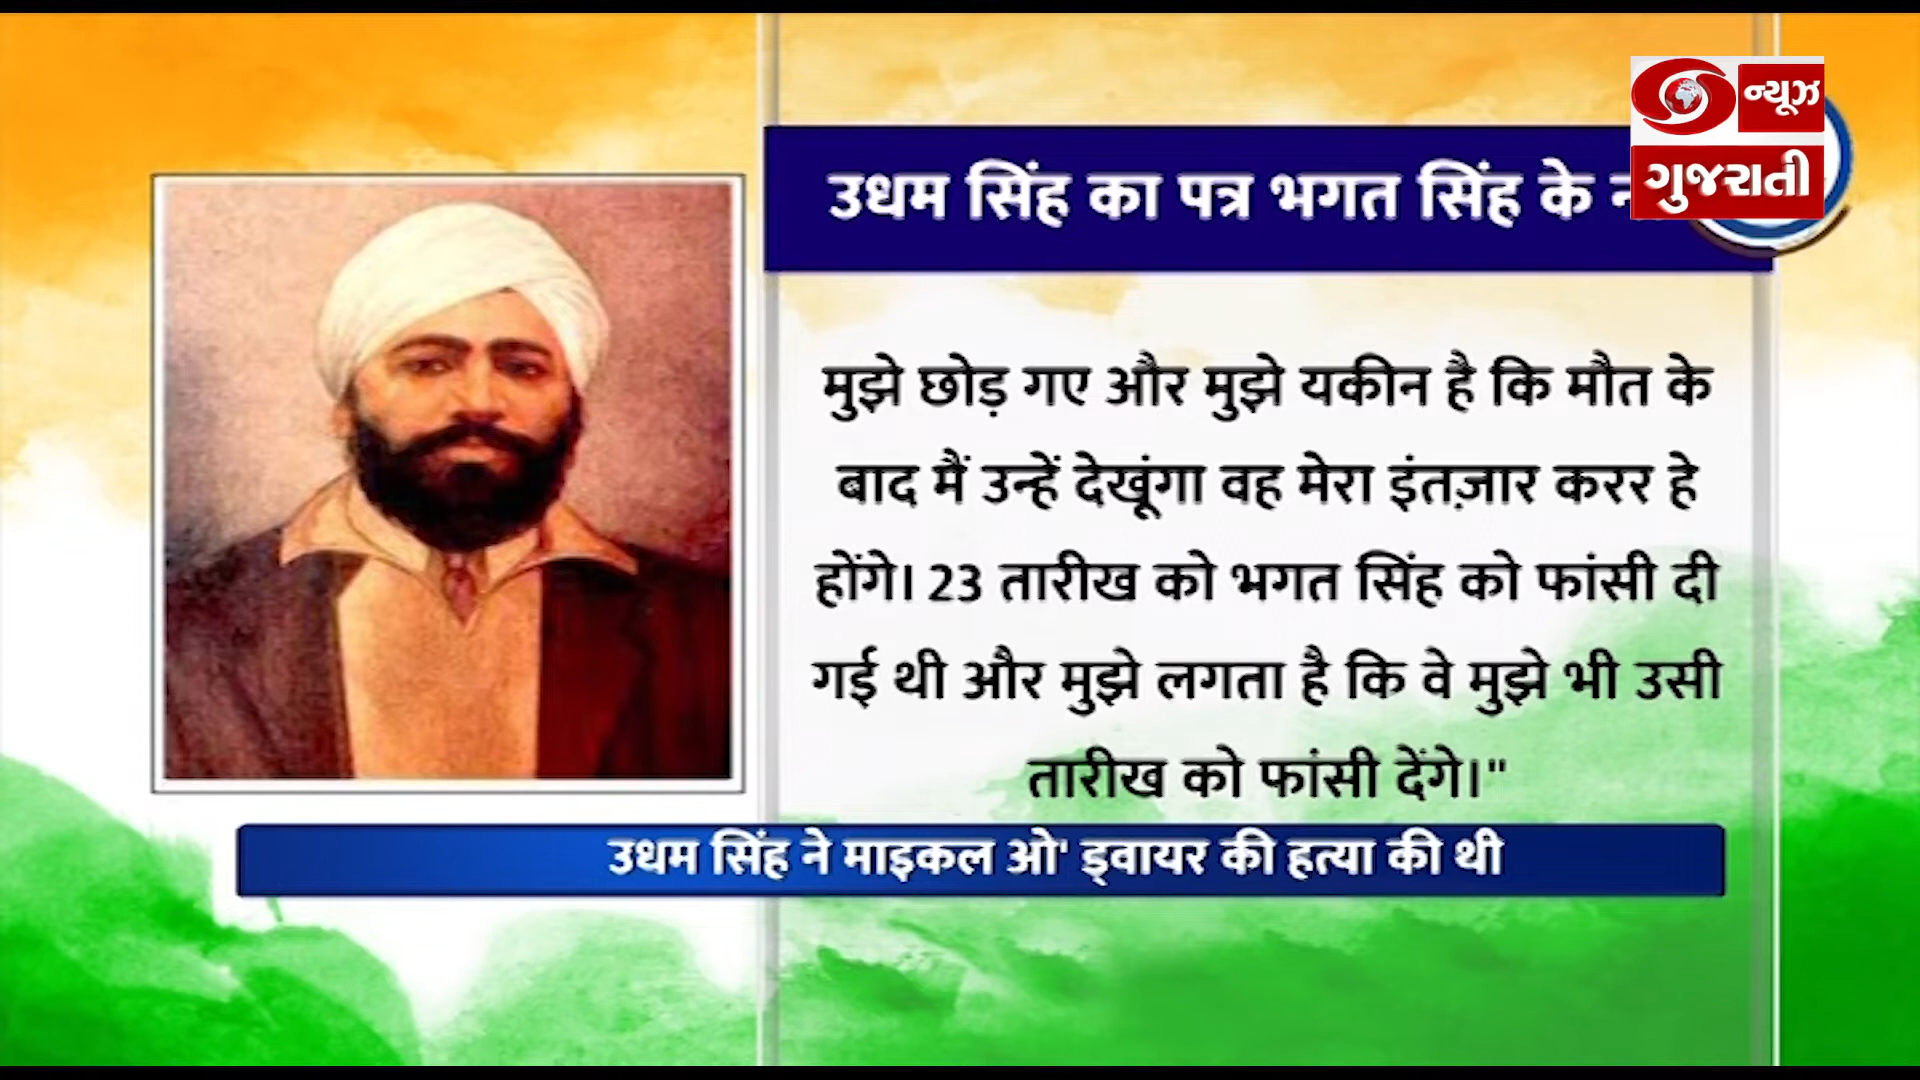 न्यूઝ
ગુજરાતી
उधम सिंह का पत्र भगत सिंह के
मुझे छोड़ गए और मुझे यकीन है कि मौत के
बाद मैं उन्हें देखूंगा वह मेरा इंतज़ार करर हे
होंगे। 23 तारीख को भगत सिंह को फांसी दी
गई थी और मुझे लगता है कि वे मुझे भी उसी
तारीख को फांसी देंगे।"
उधम सिंह ने माइकल ओ' ड्वायर की हत्या की थी